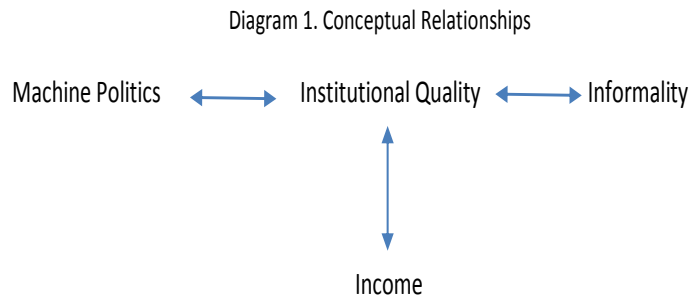 Diagram 1. Conceptual Relationships
Machine Politics Institutional Quality Informality
Income